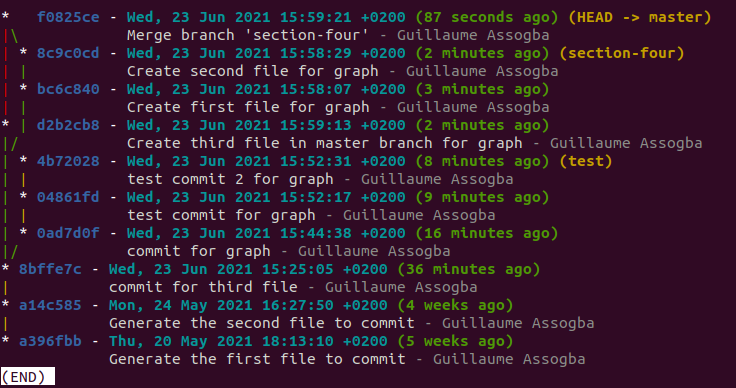 *   f0825ce - Wed, 23 Jun 2021 15:59:21 +0200 (87 seconds ago) (HEAD -> master)
|\            Merge branch 'section-four' - Guillaume Assogba
| * 8c9c0cd - Wed, 23 Jun 2021 15:58:29 +0200 (2 minutes ago) (section-four)
| |           Create second file for graph - Guillaume Assogba
| * bc6c840 - Wed, 23 Jun 2021 15:58:07 +0200 (3 minutes ago)
| |           Create first file for graph - Guillaume Assogba
* | d2b2cb8 - Wed, 23 Jun 2021 15:59:13 +0200 (2 minutes ago)
|/            Create third file in master branch for graph - Guillaume Assogba
| * 4b72028 - Wed, 23 Jun 2021 15:52:31 +0200 (8 minutes ago) (test)
| |           test commit 2 for graph - Guillaume Assogba
| * 04861fd - Wed, 23 Jun 2021 15:52:17 +0200 (9 minutes ago)
| |           test commit for graph - Guillaume Assogba
| * 0ad7d0f - Wed, 23 Jun 2021 15:44:38 +0200 (16 minutes ago)
|/            commit for graph - Guillaume Assogba
* 8bffe7c - Wed, 23 Jun 2021 15:25:05 +0200 (36 minutes ago)
|           commit for third file - Guillaume Assogba
* a14c585 - Mon, 24 May 2021 16:27:50 +0200 (4 weeks ago)
|           Generate the second file to commit - Guillaume Assogba
* a396fbb - Thu, 20 May 2021 18:13:10 +0200 (5 weeks ago)
            Generate the first file to commit - Guillaume Assogba
(END)